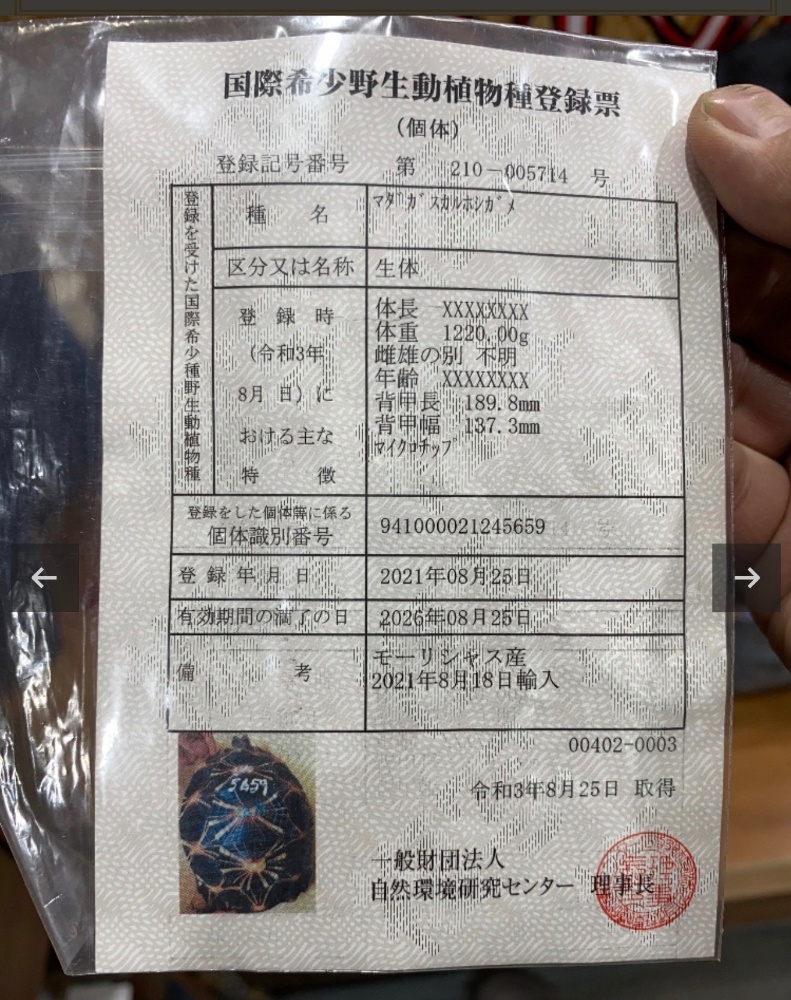 国際希少野生動植物種登録票
(個体)
登録記号番号 第 210-005714 号
登録を受けた国際希少種野生動植物種
種 名 マダガスカルホシガメ
区分又は名称 生体
登 録 時
(令和3年
8月 日)に
おける主な
特 徴
体長 XXXXXXXX
体重 1220.00g
雌雄の別 不明
年齢 XXXXXXXX
背甲長 189.8mm
背甲幅 137.3mm
マイクロチップ
登録をした個体等に係る
個体識別番号
941000021245659
登 録 年 月 日 2021年08月25日
有効期間の満了の日 2026年08月25日
備 考
モーリシャス産
2021年8月18日輸入
00402-0003
5659
令和3年8月25日 取得
一般財団法人
自然環境研究センター 理事長